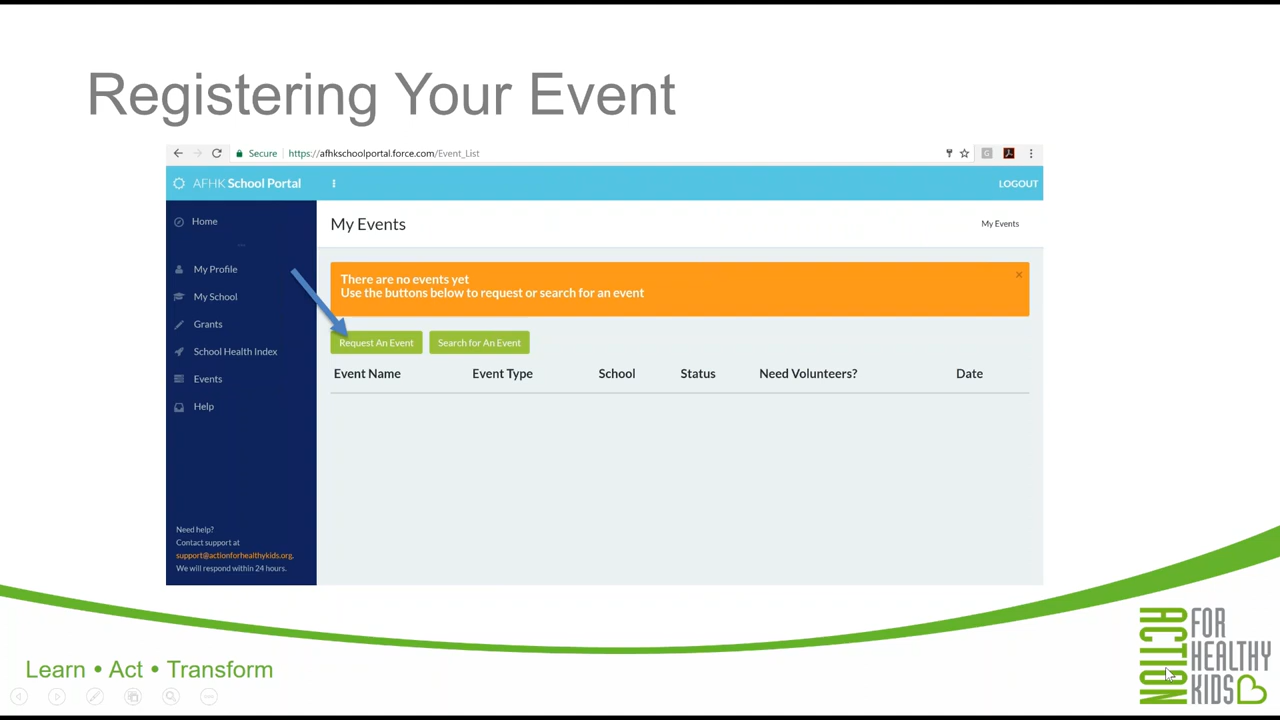 Registering Your Event
Secure https://afhkschoolportal.force.com/Event_List
G
AFHK School Portal
LOGOUT
Home
My Profile
My School
Grants
School Health Index
Events
Help
Need help?
Contact support at
support@actionforhealthykids.org.
We will respond within 24 hours.
My Events
My Events
There are no events yet
Use the buttons below to request or search for an event
×
Request An Event Search for An Event
Event Name Event Type School Status Need Volunteers? Date
Learn • Act • Transform
ACTION
FOR
HEALTHY
KIDS